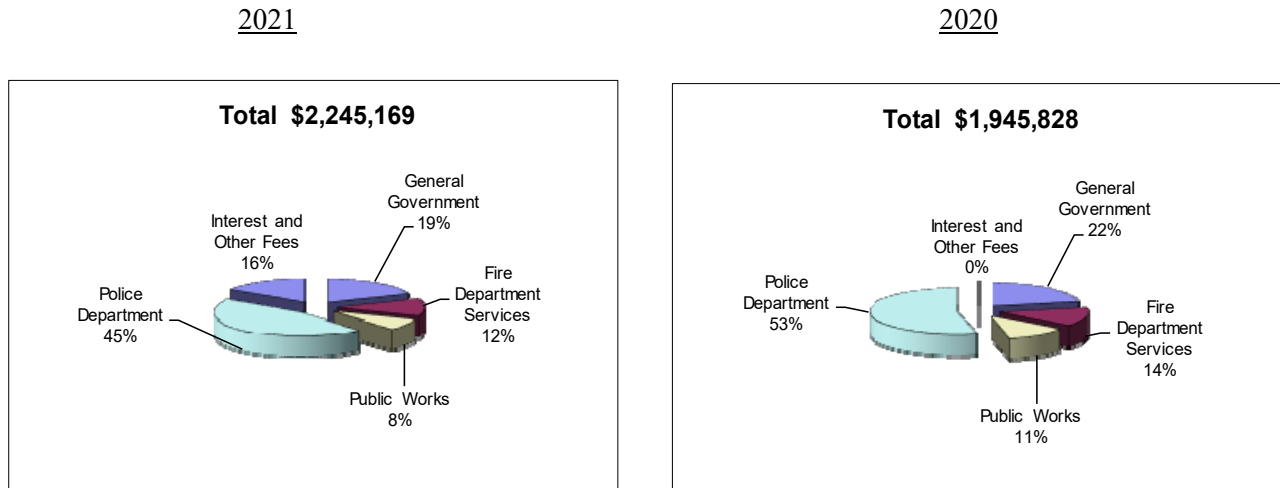 2021
2020
Total $2,245,169
General
Government
19%
Interest and
Other Fees
16%
Fire
Department
Services
12%
Police
Department
45%
Public Works
8%
Total $1,945,828
General
Government
22%
Interest and
Other Fees
0%
Police
Department
53%
Fire
Department
Services
14%
Public Works
11%